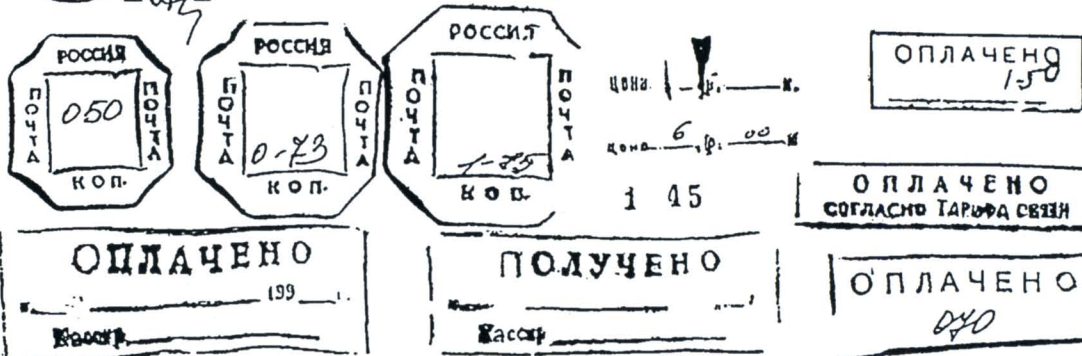 РОССИЯ
ПОЧТА
050
ПОЧТА
КОП.
РОССИЯ
ПОЧТА
0-73
ПОЧТА
КОП.
РОССИЯ
ПОЧТА
1-75
ПОЧТА
КОП.
цена 1 р. к.
цена 6 р. 00 к
1 45
ОПЛАЧЕНО
1-50
ОПЛАЧЕНО
СОГЛАСНО ТАРИФА СВЯЗИ
ОПЛАЧЕНО
199 г.
Кассир
ПОЛУЧЕНО
Кассир
ОПЛАЧЕНО
070